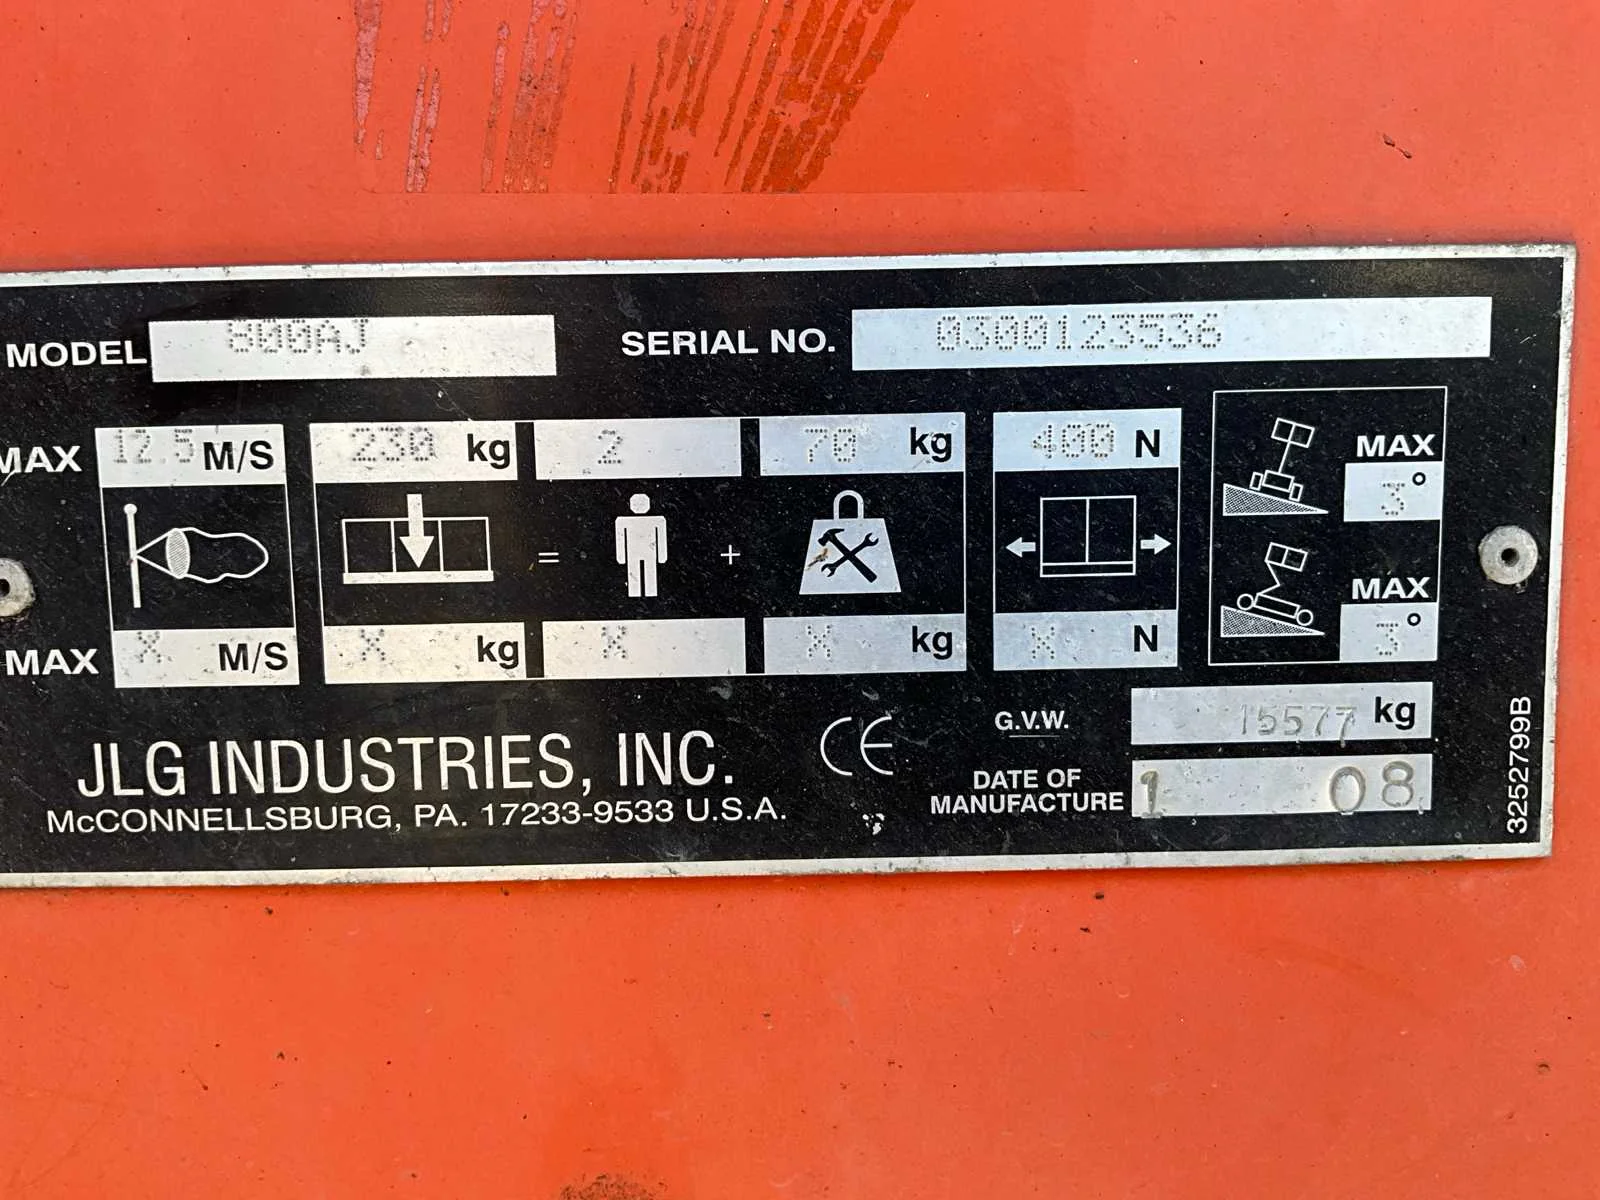 MODEL 800AJ SERIAL NO. 0300123536
MAX 12.5 M/S 230 kg 2 70 kg 400 N MAX 3°
= +
MAX 3°
MAX X M/S X kg X X kg X N
G.V.W. 15577 kg
JLG INDUSTRIES, INC. CE
McCONNELLSBURG, PA. 17233-9533 U.S.A.
DATE OF MANUFACTURE 1 08
3252799B